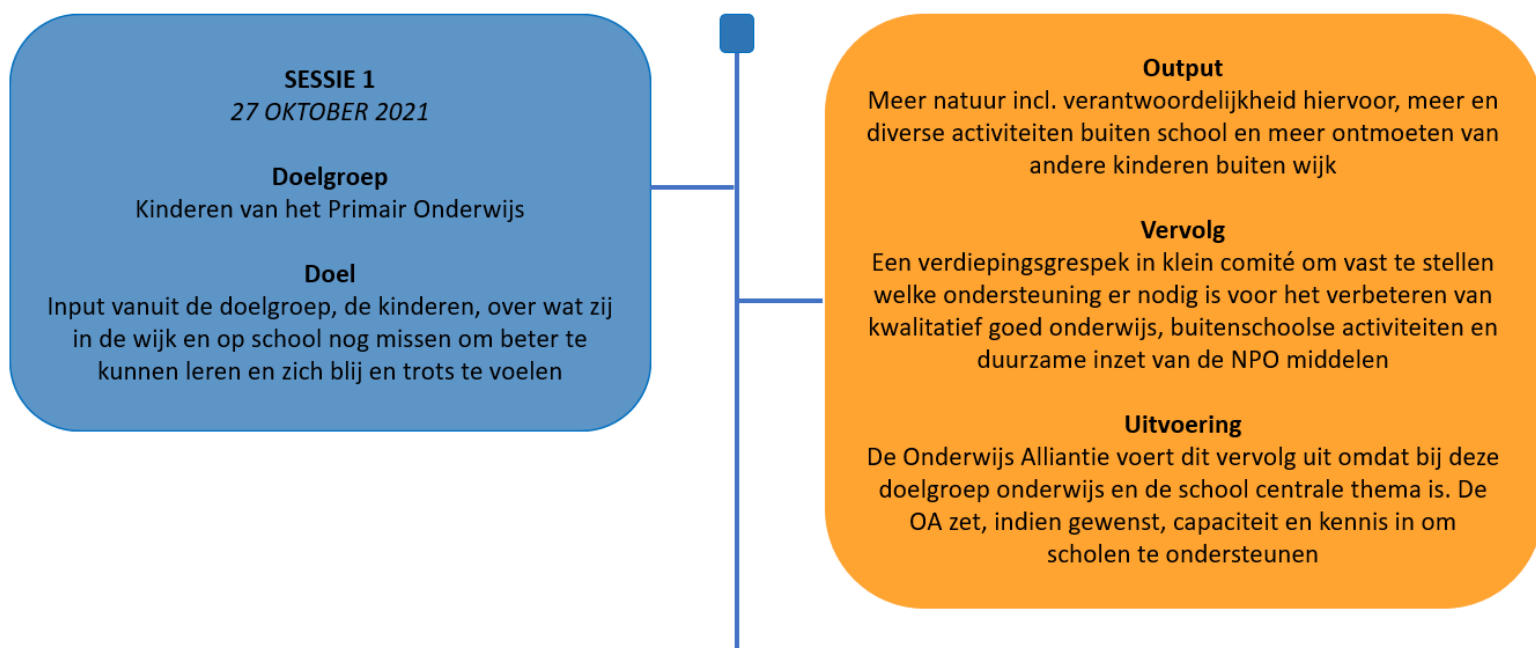 SESSIE 1
27 OKTOBER 2021
Doelgroep
Kinderen van het Primair Onderwijs
Doel
Input vanuit de doelgroep, de kinderen, over wat zij
in de wijk en op school nog missen om beter te
kunnen leren en zich blij en trots te voelen
Output
Meer natuur incl. verantwoordelijkheid hiervoor, meer en
diverse activiteiten buiten school en meer ontmoeten van
andere kinderen buiten wijk
Vervolg
Een verdiepingsgrespek in klein comité om vast te stellen
welke ondersteuning er nodig is voor het verbeteren van
kwalitatief goed onderwijs, buitenschoolse activiteiten en
duurzame inzet van de NPO middelen
Uitvoering
De Onderwijs Alliantie voert dit vervolg uit omdat bij deze
doelgroep onderwijs en de school centrale thema is. De
OA zet, indien gewenst, capaciteit en kennis in om
scholen te ondersteunen